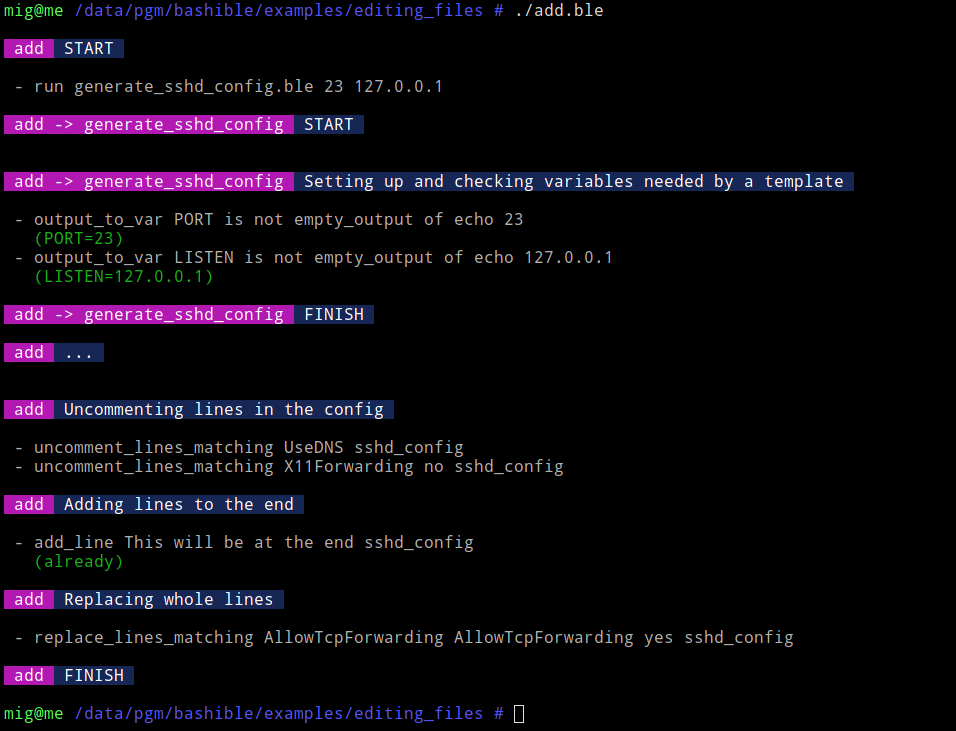 mig@me /data/pgm/bashible/examples/editing_files # ./add.ble
add START
- run generate_sshd_config.ble 23 127.0.0.1
add -> generate_sshd_config START
add -> generate_sshd_config Setting up and checking variables needed by a template
- output_to_var PORT is not empty_output of echo 23
(PORT=23)
- output_to_var LISTEN is not empty_output of echo 127.0.0.1
(LISTEN=127.0.0.1)
add -> generate_sshd_config FINISH
add ...
add Uncommenting lines in the config
- uncomment_lines_matching UseDNS sshd_config
- uncomment_lines_matching X11Forwarding no sshd_config
add Adding lines to the end
- add_line This will be at the end sshd_config
(already)
add Replacing whole lines
- replace_lines_matching AllowTcpForwarding AllowTcpForwarding yes sshd_config
add FINISH
mig@me /data/pgm/bashible/examples/editing_files #